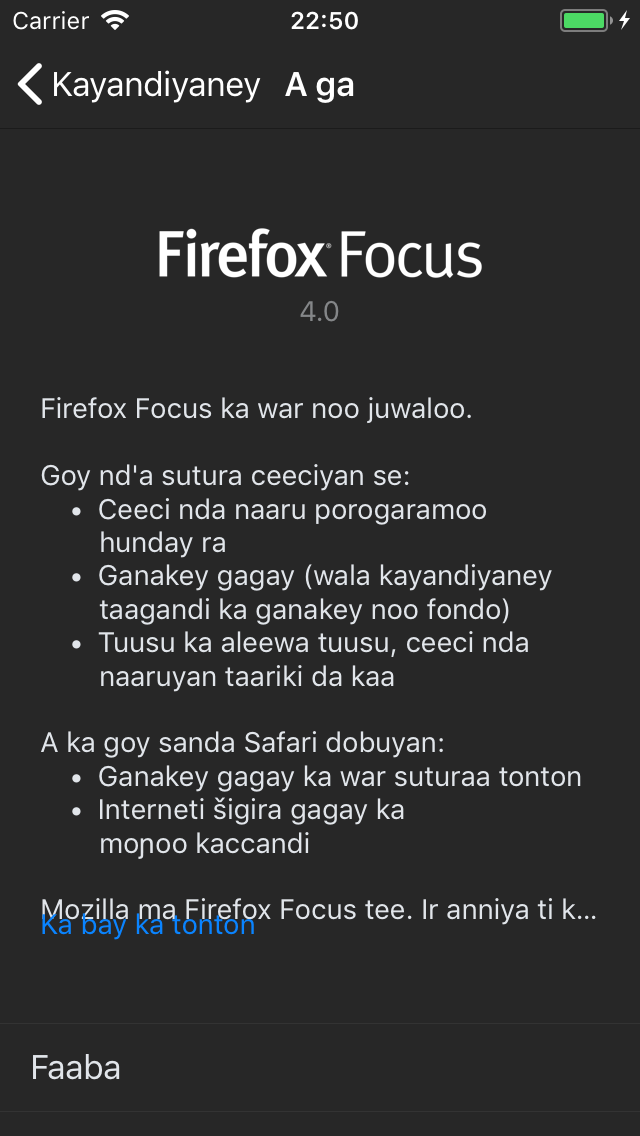 Carrier 22:50
Kayandiyaney A ga
Firefox Focus
4.0
Firefox Focus ka war noo juwaloo.
Goy nd'a sutura ceeciyan se:
• Ceeci nda naaru porogaramoo
hunday ra
• Ganakey gagay (wala kayandiyaney
taagandi ka ganakey noo fondo)
• Tuusu ka aleewa tuusu, ceeci nda
naaruyan taariki da kaa
A ka goy sanda Safari dobuyan:
• Ganakey gagay ka war suturaa tonton
• Interneti šigira gagay ka
moɲoo kaccandi
Mozilla ma Firefox Focus tee. Ir anniya ti k...
Ka bay ka tonton
Faaba